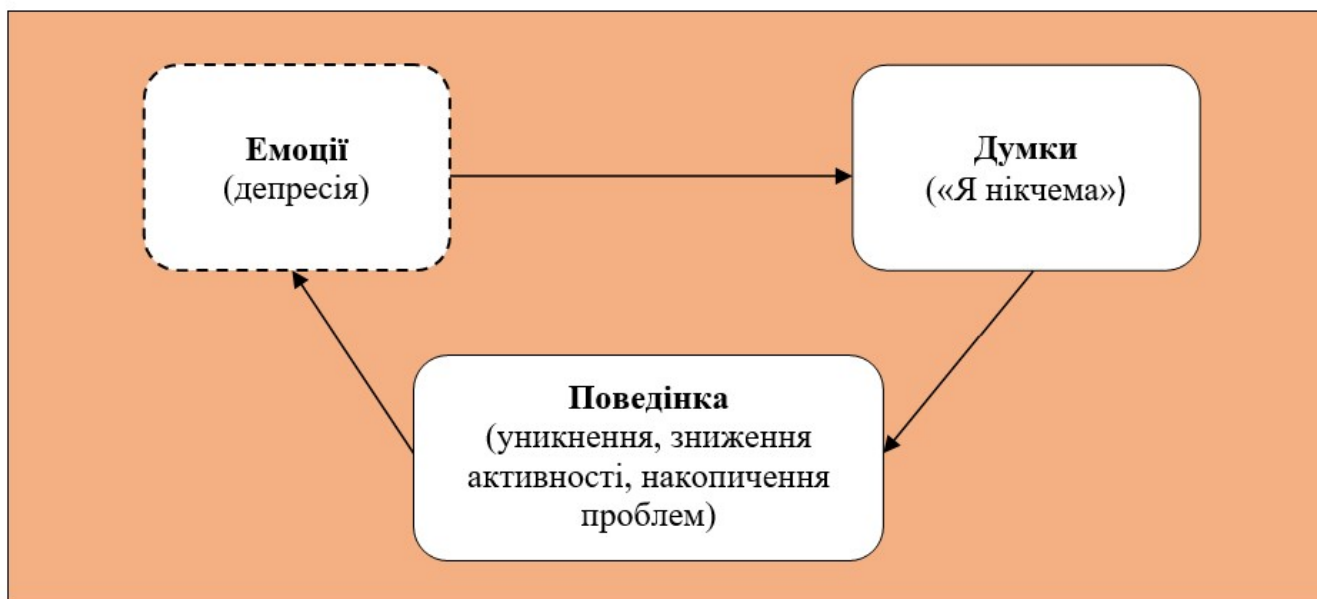 Емоції
(депресія)
Думки
(«Я нікчема»)
Поведінка
(уникнення, зниження
активності, накопичення
проблем)